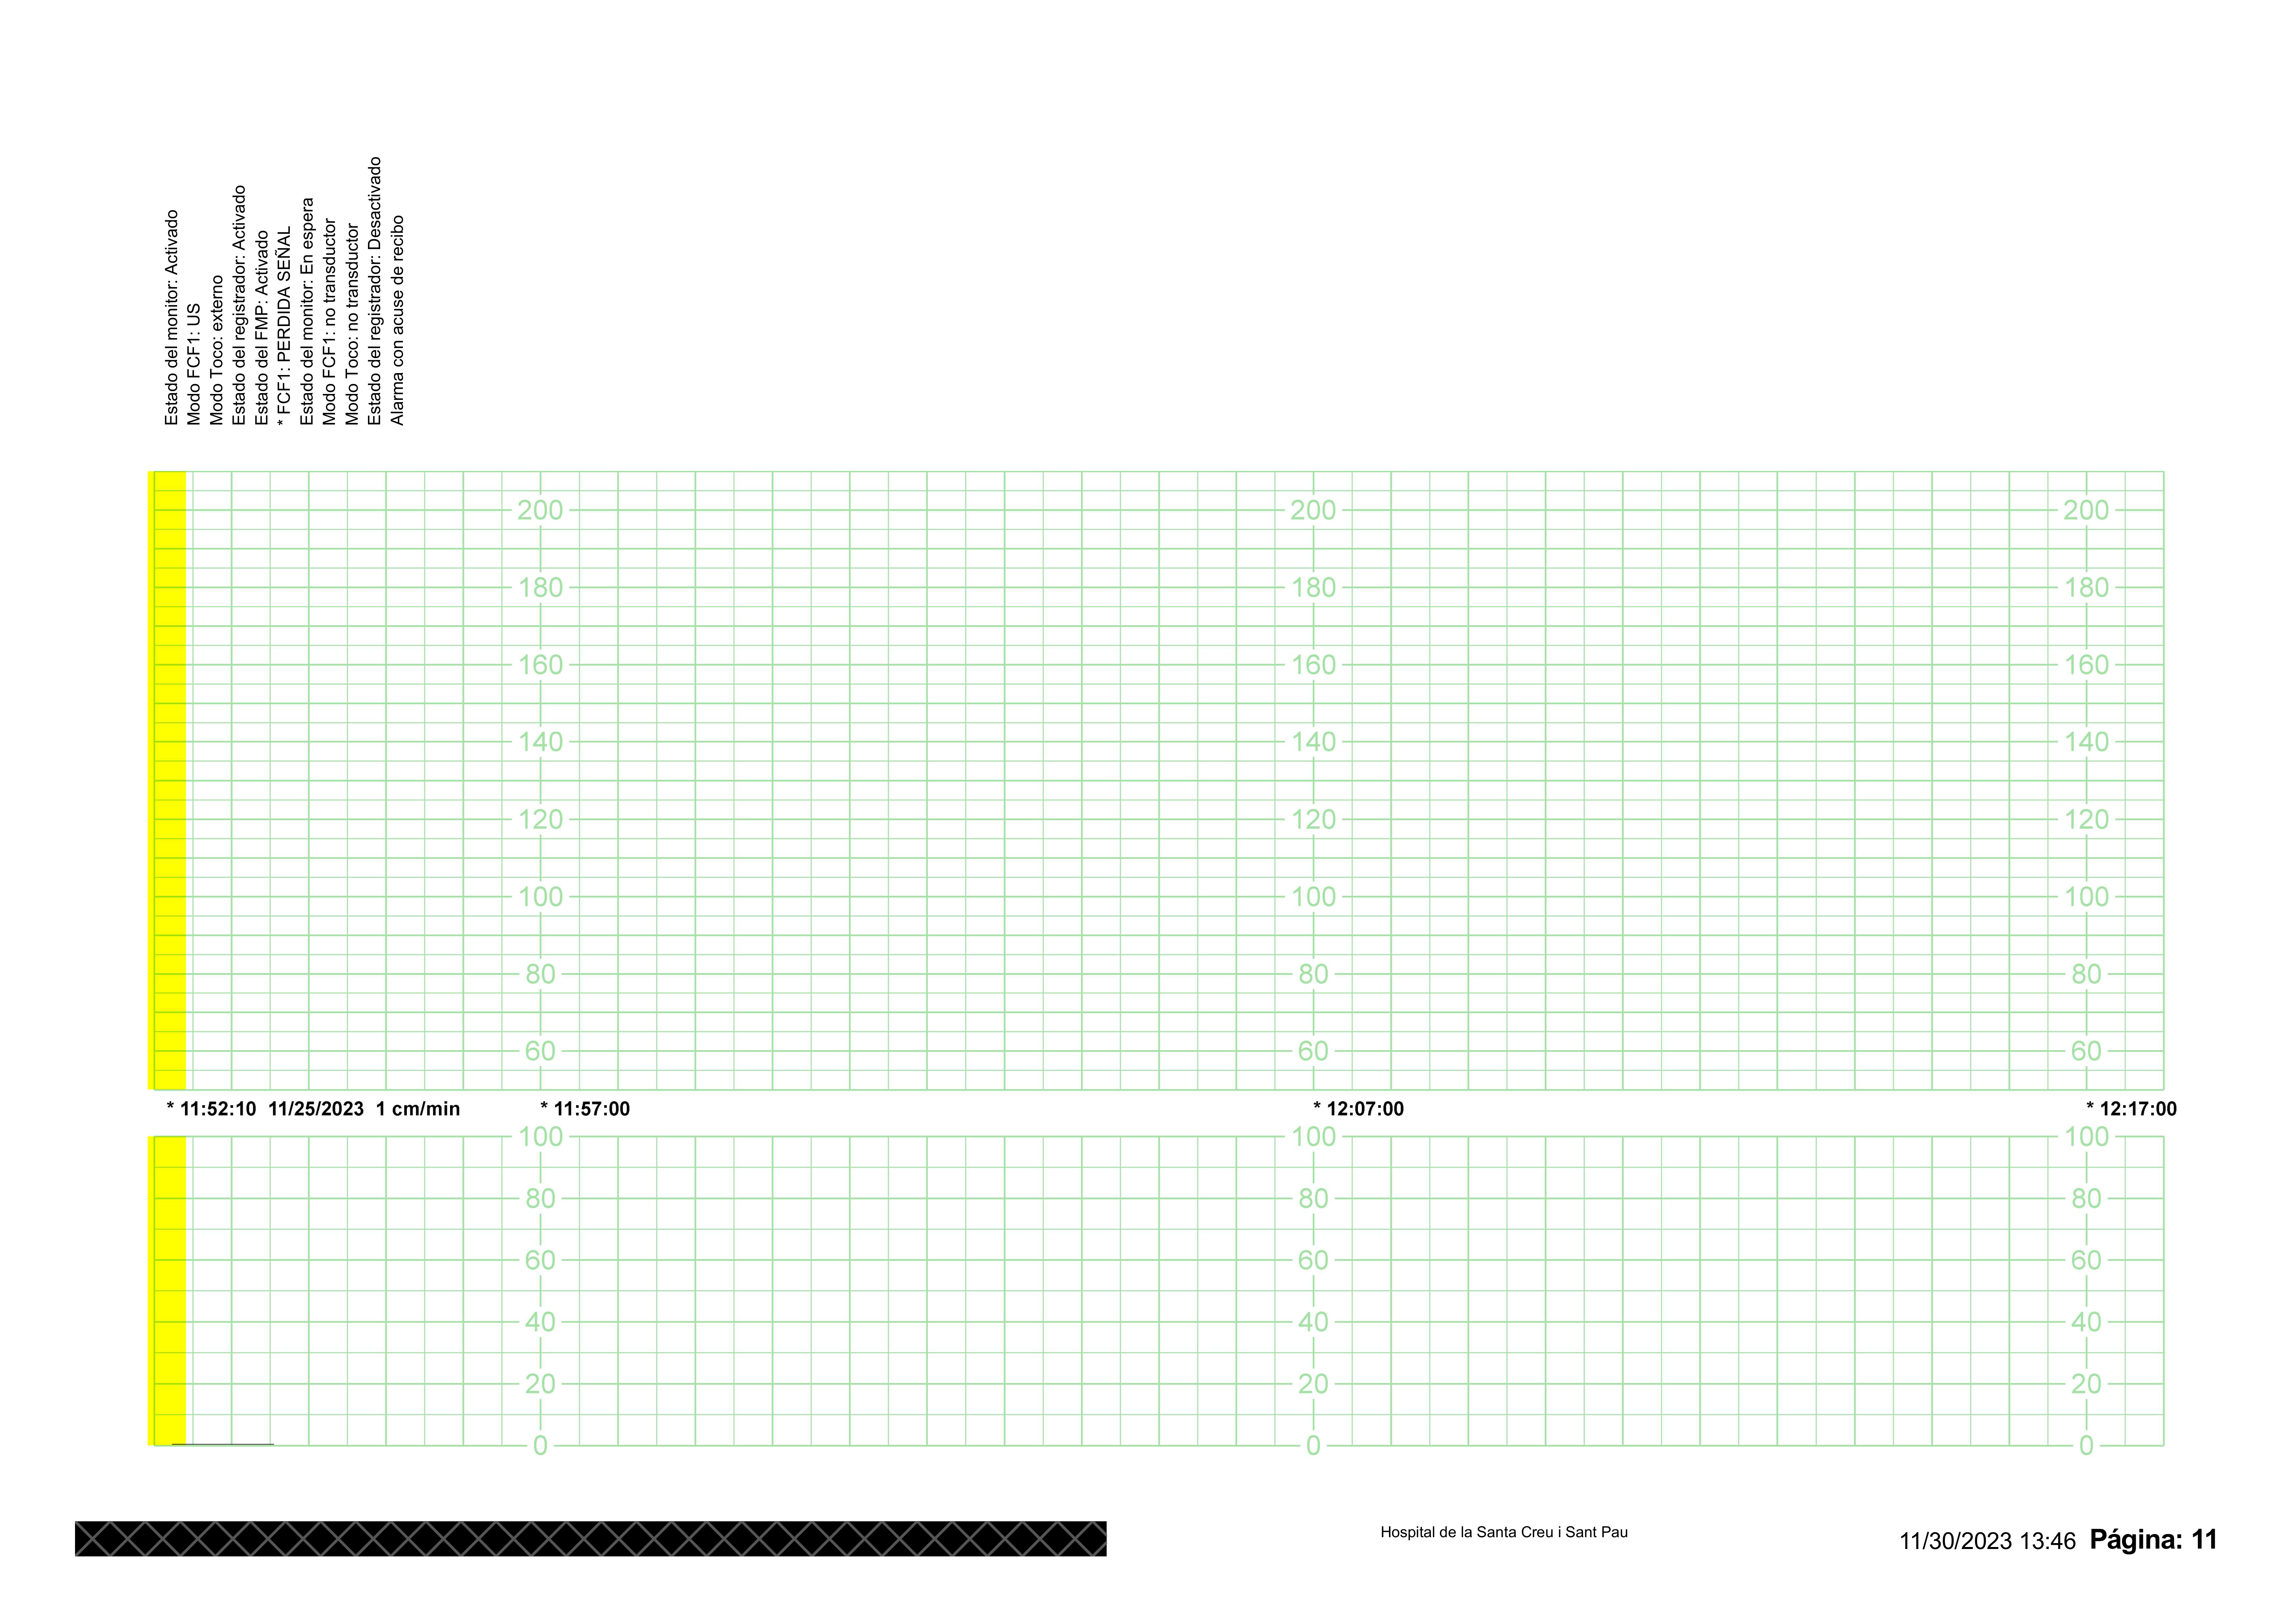 Estado del monitor: Activado
Modo FCF1: US
Modo Toco: externo
Estado del registrador: Activado
Estado del FMP: Activado
* FCF1: PERDIDA SEÑAL
Estado del monitor: En espera
Modo FCF1: no transductor
Modo Toco: no transductor
Estado del registrador: Desactivado
Alarma con acuse de recibo
200 200 200
180 180 180
160 160 160
140 140 140
120 120 120
100 100 100
80 80 80
60 60 60
* 11:52:10 11/25/2023 1 cm/min * 11:57:00 * 12:07:00 * 12:17:00
100 100 100
80 80 80
60 60 60
40 40 40
20 20 20
0 0 0
Hospital de la Santa Creu i Sant Pau
11/30/2023 13:46 Página: 11